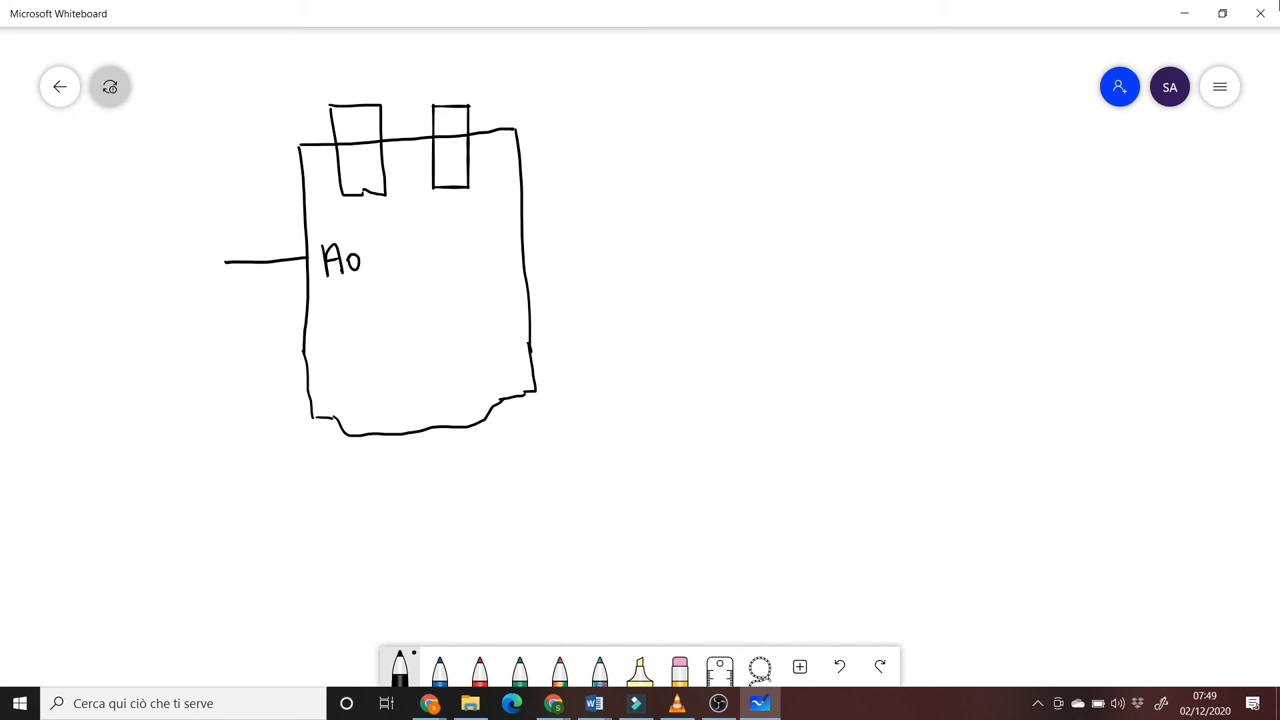 Microsoft Whiteboard
SA
A0
Cerca qui ciò che ti serve
07:49
02/12/2020